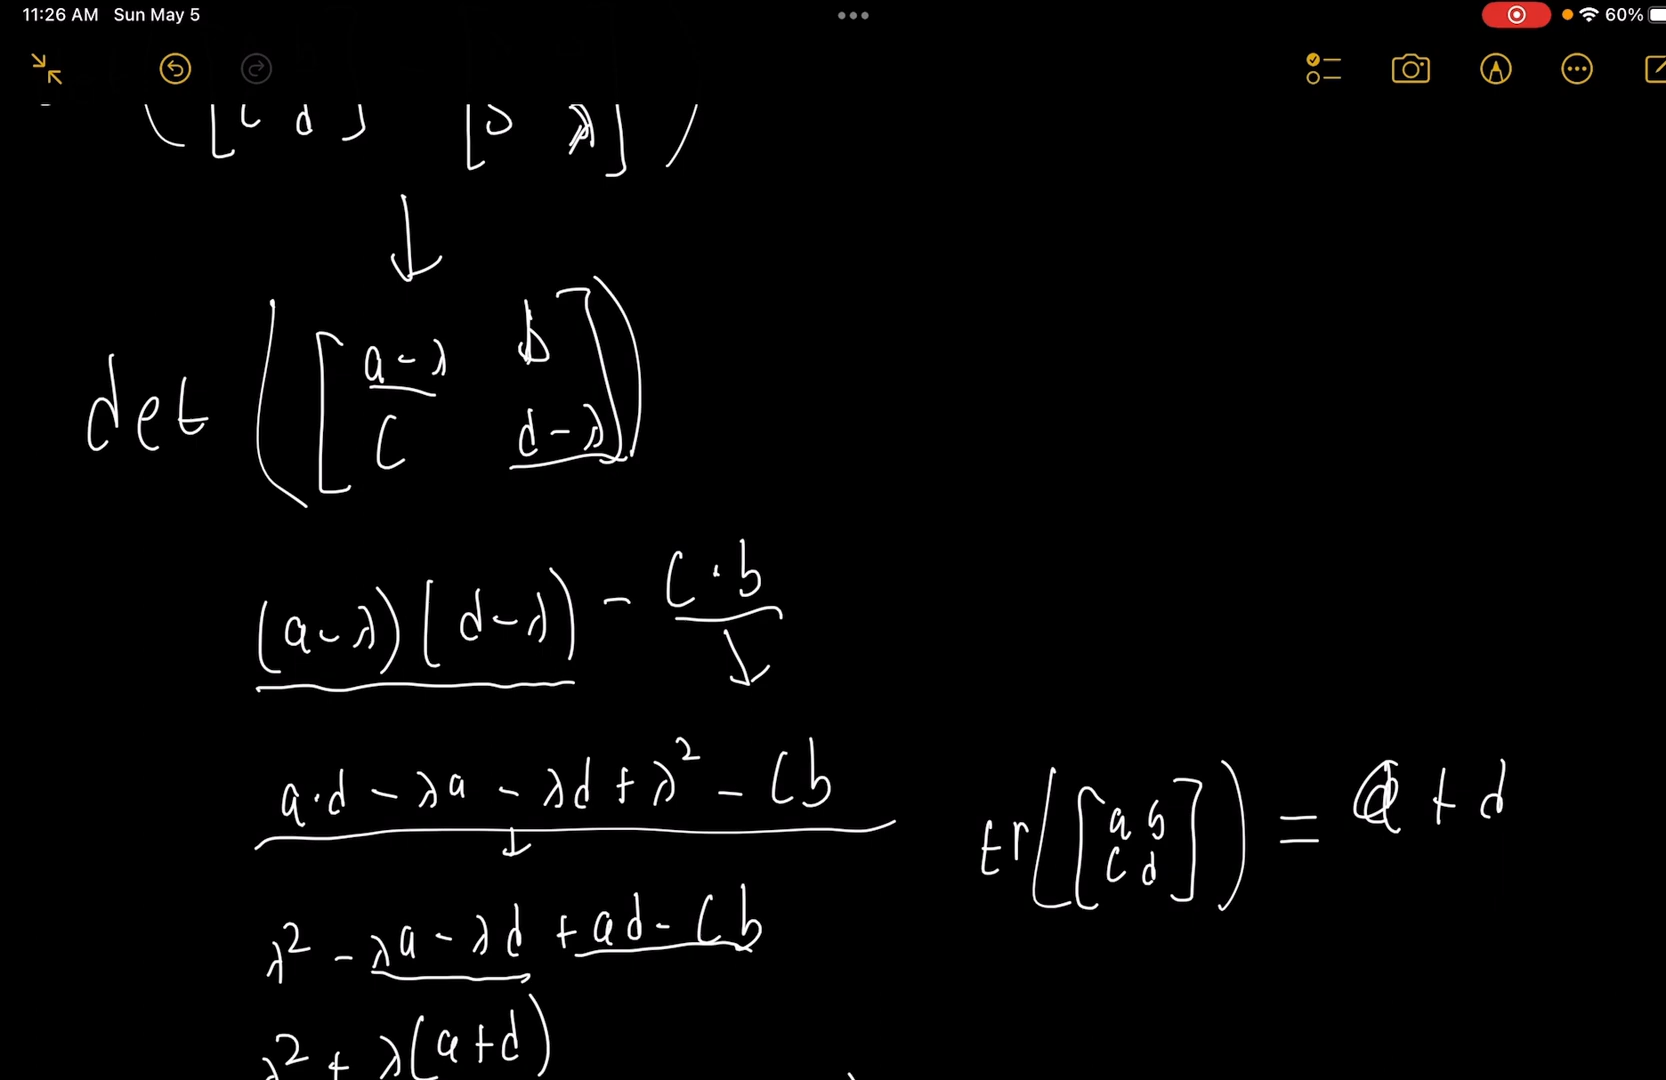 11:26 AM Sun May 5
60%
d
λ
↓
det ([a-λ b
c d-λ])
(a-λ)(d-λ) - c·b
↓
a·d - λa - λd + λ² - cb
↓
tr([a b
c d]) = a + d
λ² - λa - λd + ad - cb
λ² + λ(a+d)